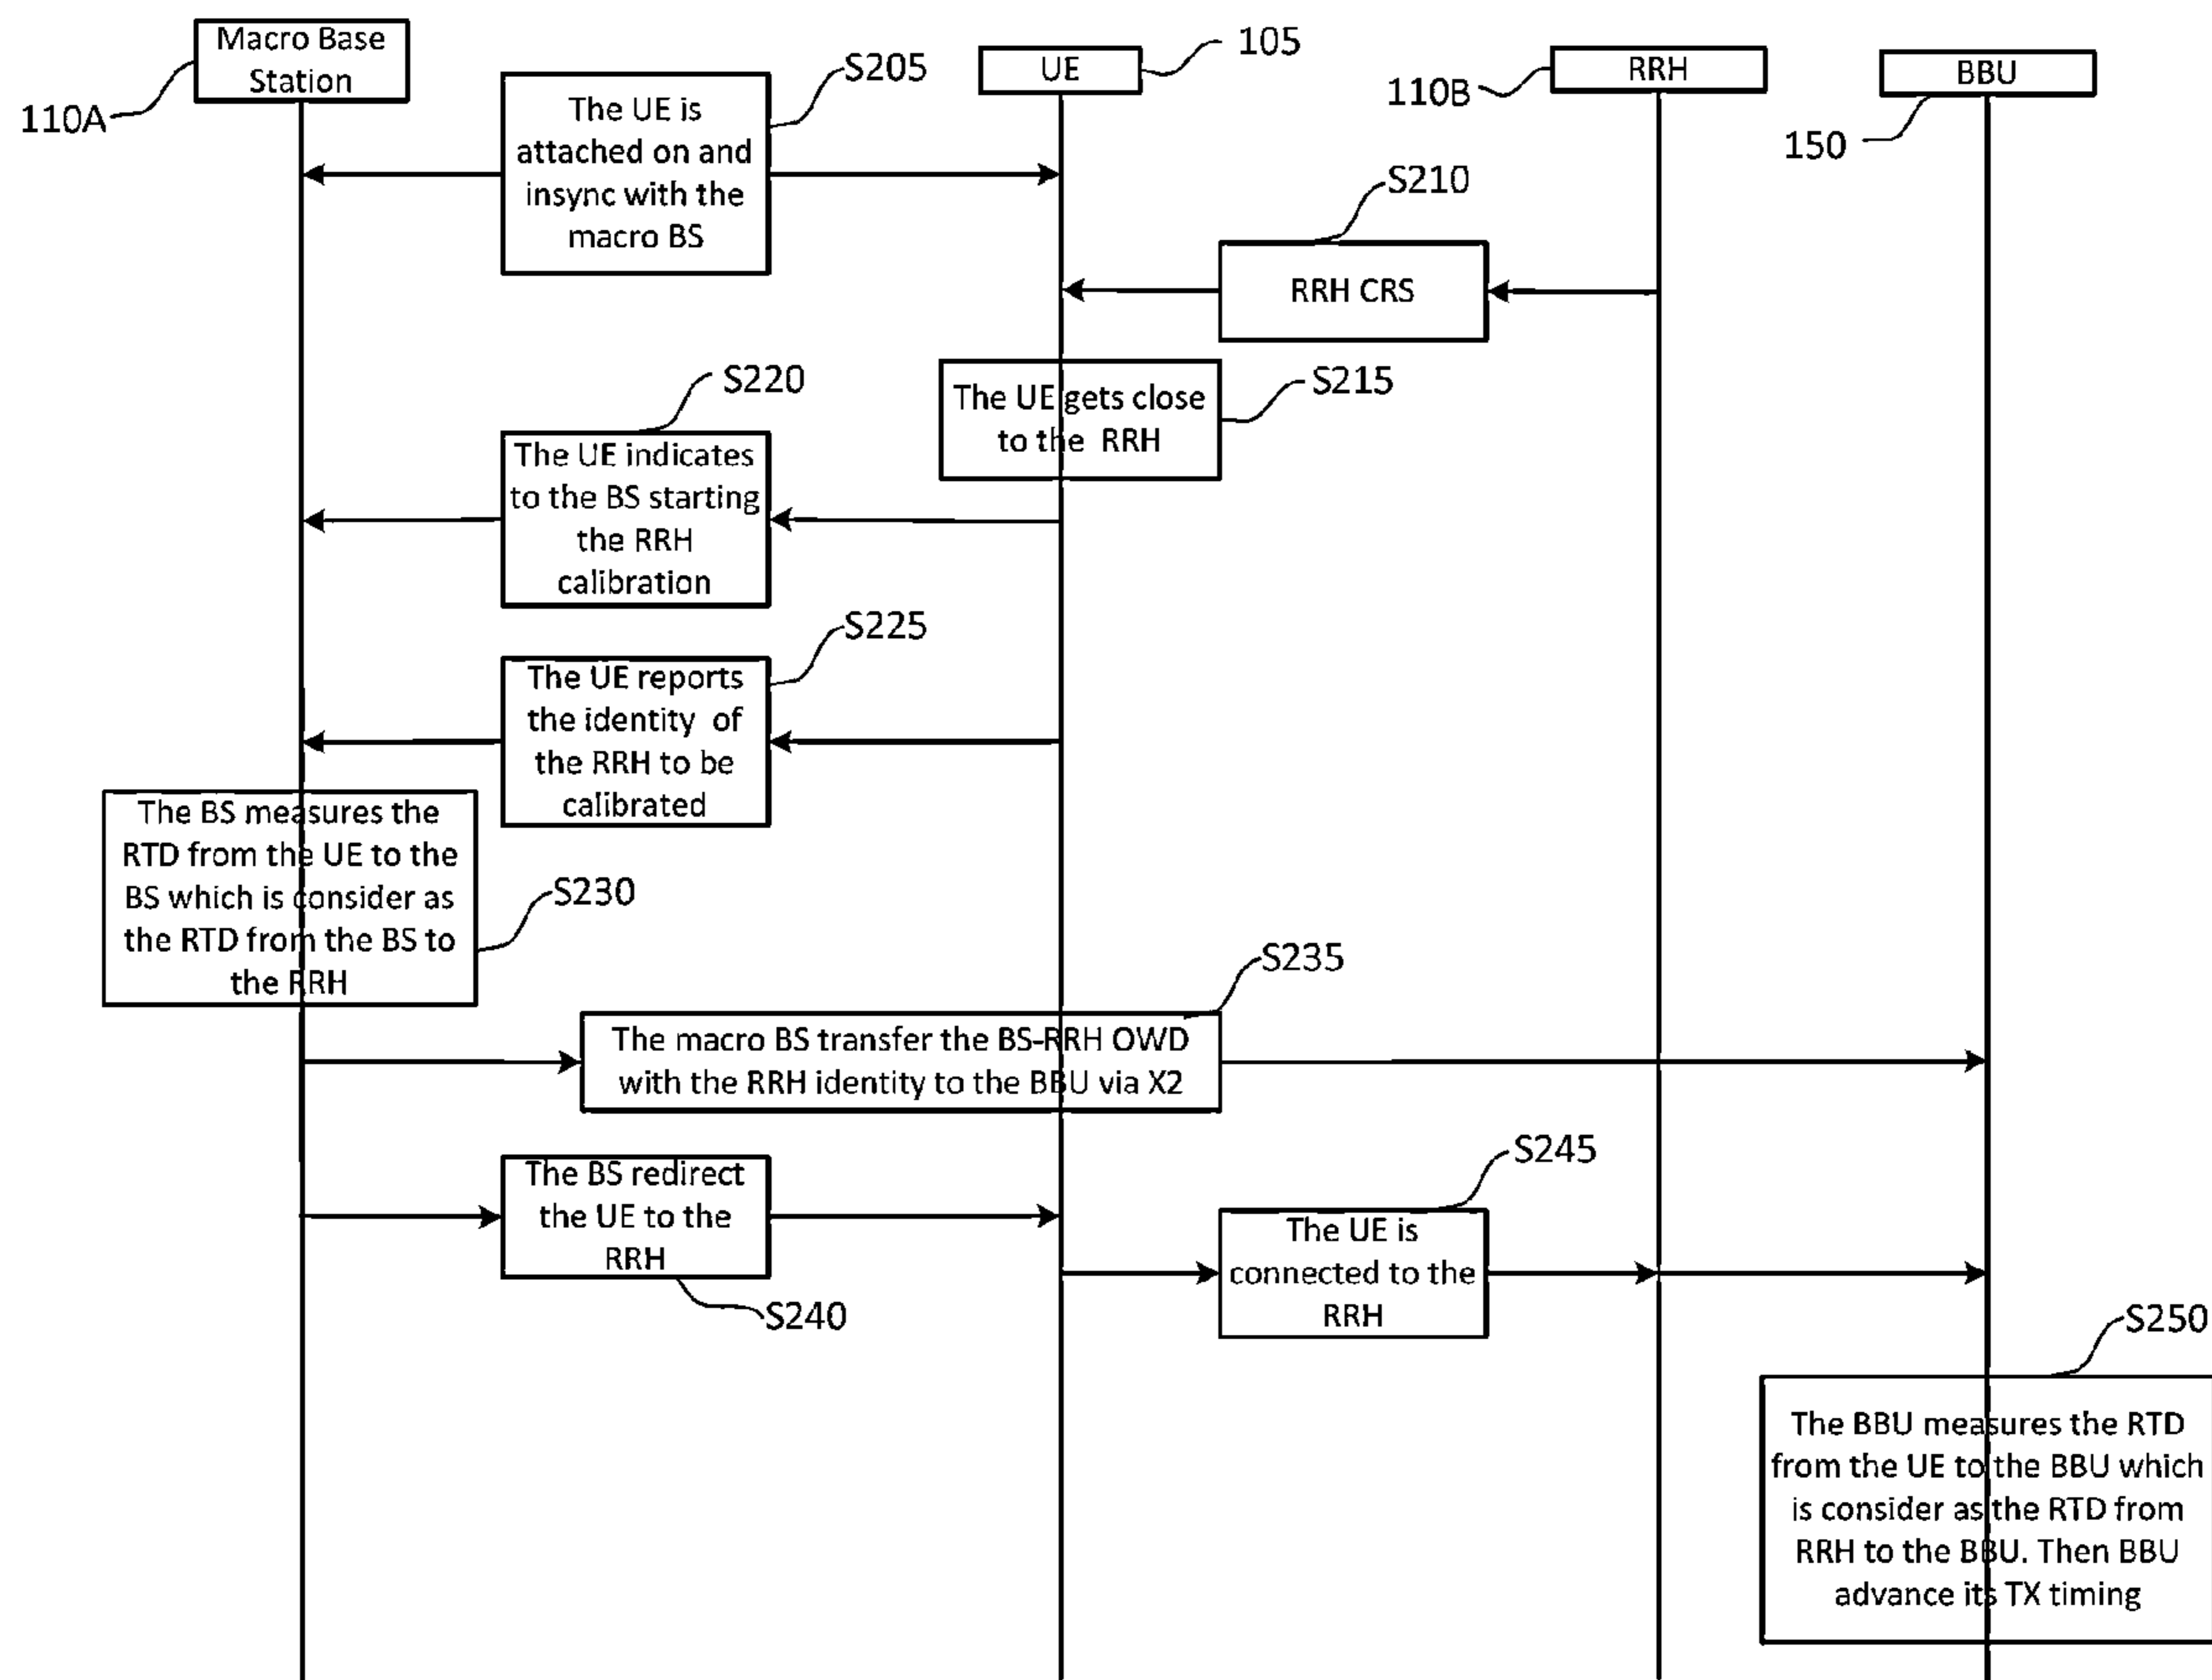 Macro Base
Station
110A
UE
105
RRH
110B
BBU
150
The UE is
attached on and
insync with the
macro BS
S205
S210
RRH CRS
The UE gets close
to the RRH
S215
S220
The UE indicates
to the BS starting
the RRH
calibration
S225
The UE reports
the identity of
the RRH to be
calibrated
The BS measures the
RTD from the UE to the
BS which is consider as
the RTD from the BS to
the RRH
S230
S235
The macro BS transfer the BS-RRH OWD
with the RRH identity to the BBU via X2
The BS redirect
the UE to the
RRH
S240
S245
The UE is
connected to the
RRH
S250
The BBU measures the RTD
from the UE to the BBU which
is consider as the RTD from
RRH to the BBU. Then BBU
advance its TX timing